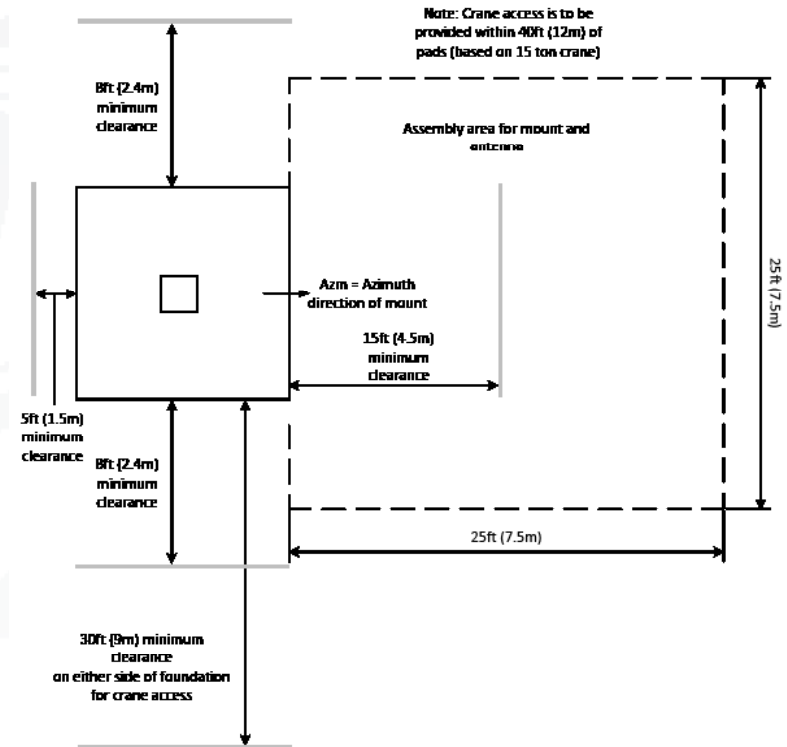 Note: Crane access is to be
provided within 40ft (12m) of
pads (based on 15 ton crane)
8ft (2.4m)
minimum
clearance
Assembly area for mount and
antenna
Azm = Azimuth
direction of mount
25ft (7.5m)
15ft (4.5m)
minimum
clearance
5ft (1.5m)
minimum
clearance
8ft (2.4m)
minimum
clearance
25ft (7.5m)
30ft (9m) minimum
clearance
on either side of foundation
for crane access